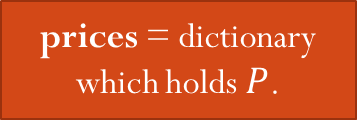 prices = dictionary
which holds P.